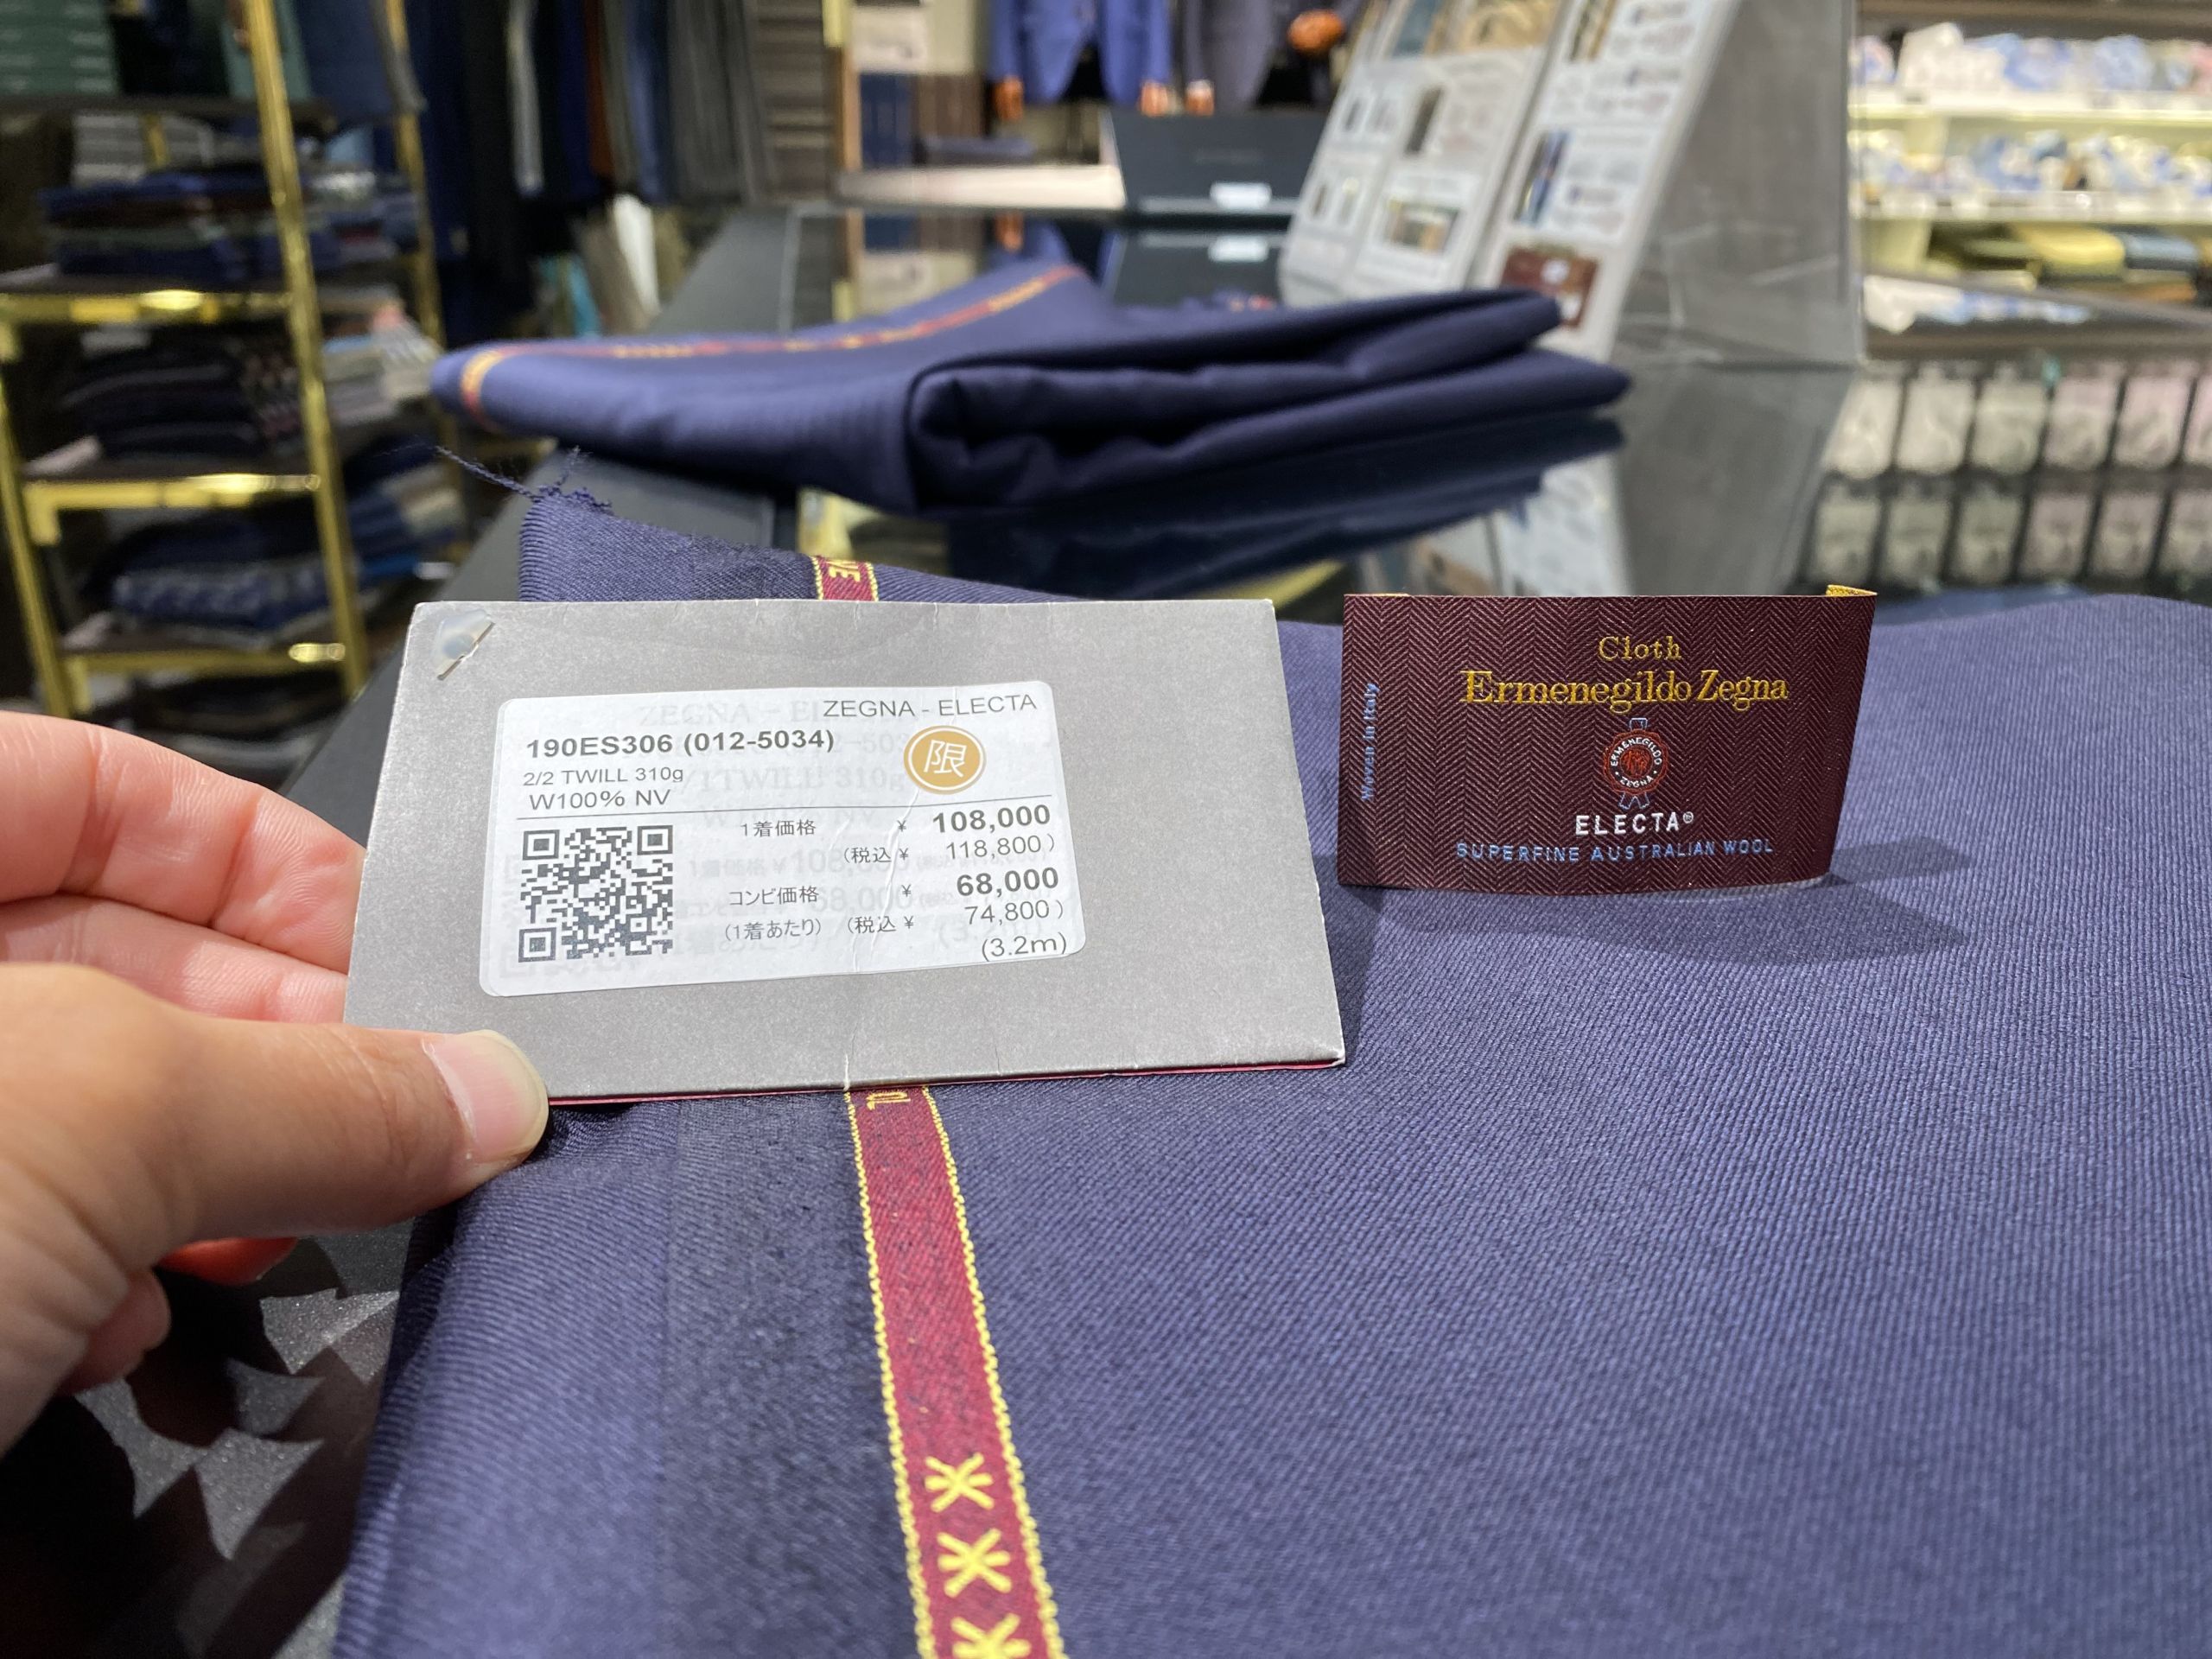 ZEGNA - ELECTA
190ES306 (012-5034)
限
2/2 TWILL 310g
W100% NV
1着価格 ¥ 108,000
(税込 ¥ 118,800)
コンビ価格 ¥ 68,000
(1着あたり) (税込 ¥ 74,800)
(3.2m)
Cloth
Ermenegildo Zegna
ERMENEGILDO
ZEGNA
ELECTA®
SUPERFINE AUSTRALIAN WOOL
Woven in Italy